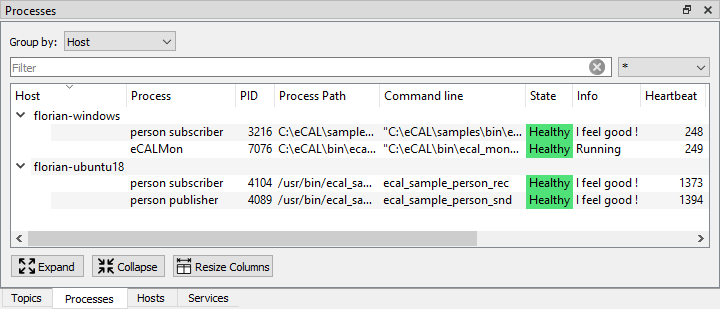 Processes
Group by: Host
Filter *
Host Process PID Process Path Command line State Info Heartbeat
florian-windows
person subscriber 3216 C:\eCAL\sample... "C:\eCAL\samples\bin\e... Healthy I feel good ! 248
eCALMon 7076 C:\eCAL\bin\eca... "C:\eCAL\bin\ecal_mon... Healthy Running 249
florian-ubuntu18
person subscriber 4104 /usr/bin/ecal_sa... ecal_sample_person_rec Healthy I feel good ! 1373
person publisher 4089 /usr/bin/ecal_sa... ecal_sample_person_snd Healthy I feel good ! 1394
Expand Collapse Resize Columns
Topics Processes Hosts Services